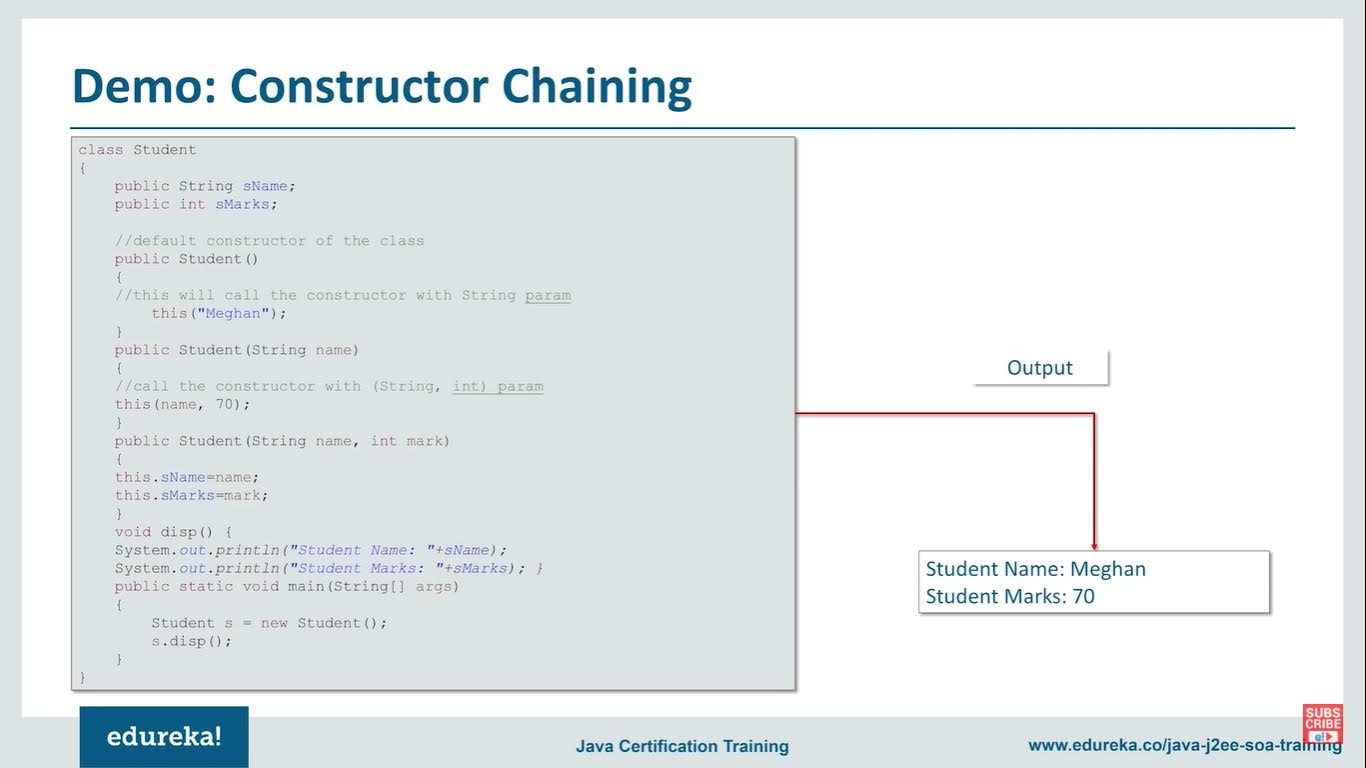 Demo: Constructor Chaining
class Student
{
public String sName;
public int sMarks;
//default constructor of the class
public Student()
{
//this will call the constructor with String param
this("Meghan");
}
public Student(String name)
{
//call the constructor with (String, int) param
this(name, 70);
}
public Student(String name, int mark)
{
this.sName=name;
this.sMarks=mark;
}
void disp() {
System.out.println("Student Name: "+sName);
System.out.println("Student Marks: "+sMarks); }
public static void main(String[] args)
{
Student s = new Student();
s.disp();
}
}
Output
Student Name: Meghan
Student Marks: 70
edureka!
Java Certification Training
www.edureka.co/java-j2ee-soa-training
SUBS
CRIBE
e!